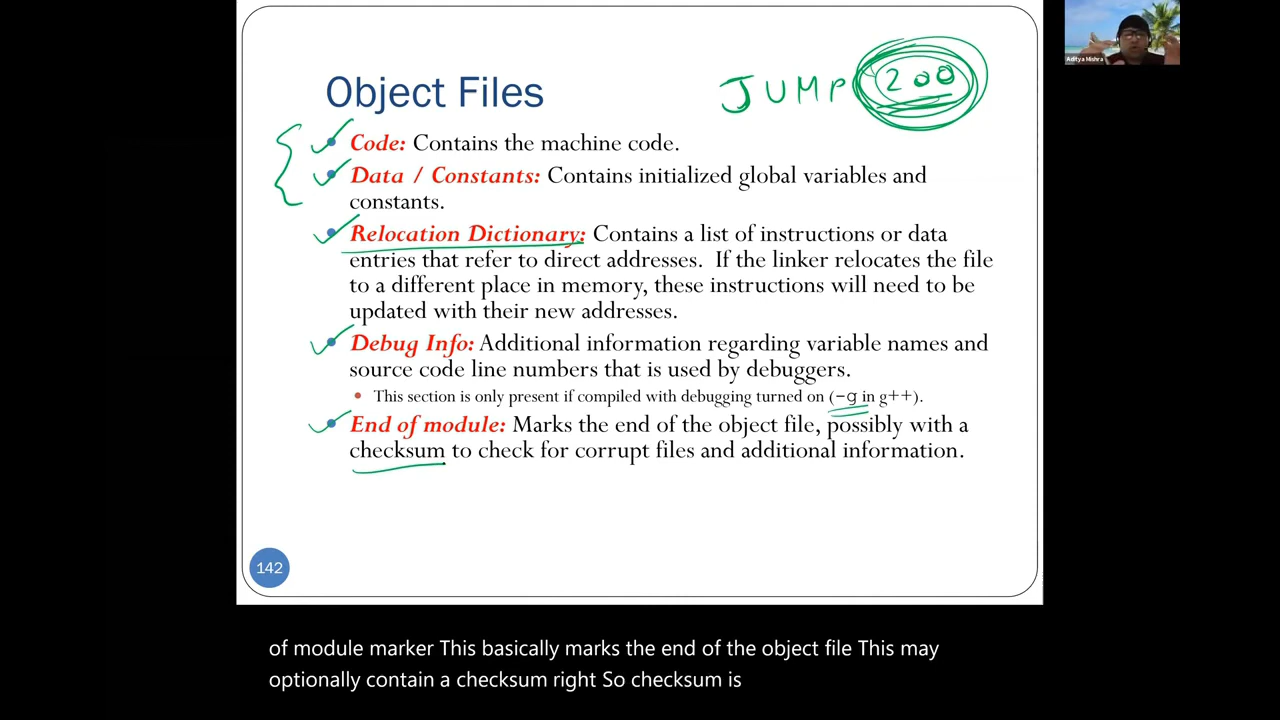 JUMP 200
Object Files
Code: Contains the machine code.
Data / Constants: Contains initialized global variables and
constants.
Relocation Dictionary: Contains a list of instructions or data
entries that refer to direct addresses. If the linker relocates the file
to a different place in memory, these instructions will need to be
updated with their new addresses.
Debug Info: Additional information regarding variable names and
source code line numbers that is used by debuggers.
This section is only present if compiled with debugging turned on (-g in g++).
End of module: Marks the end of the object file, possibly with a
checksum to check for corrupt files and additional information.
142
Aditya Mishra
of module marker This basically marks the end of the object file This may
optionally contain a checksum right So checksum is